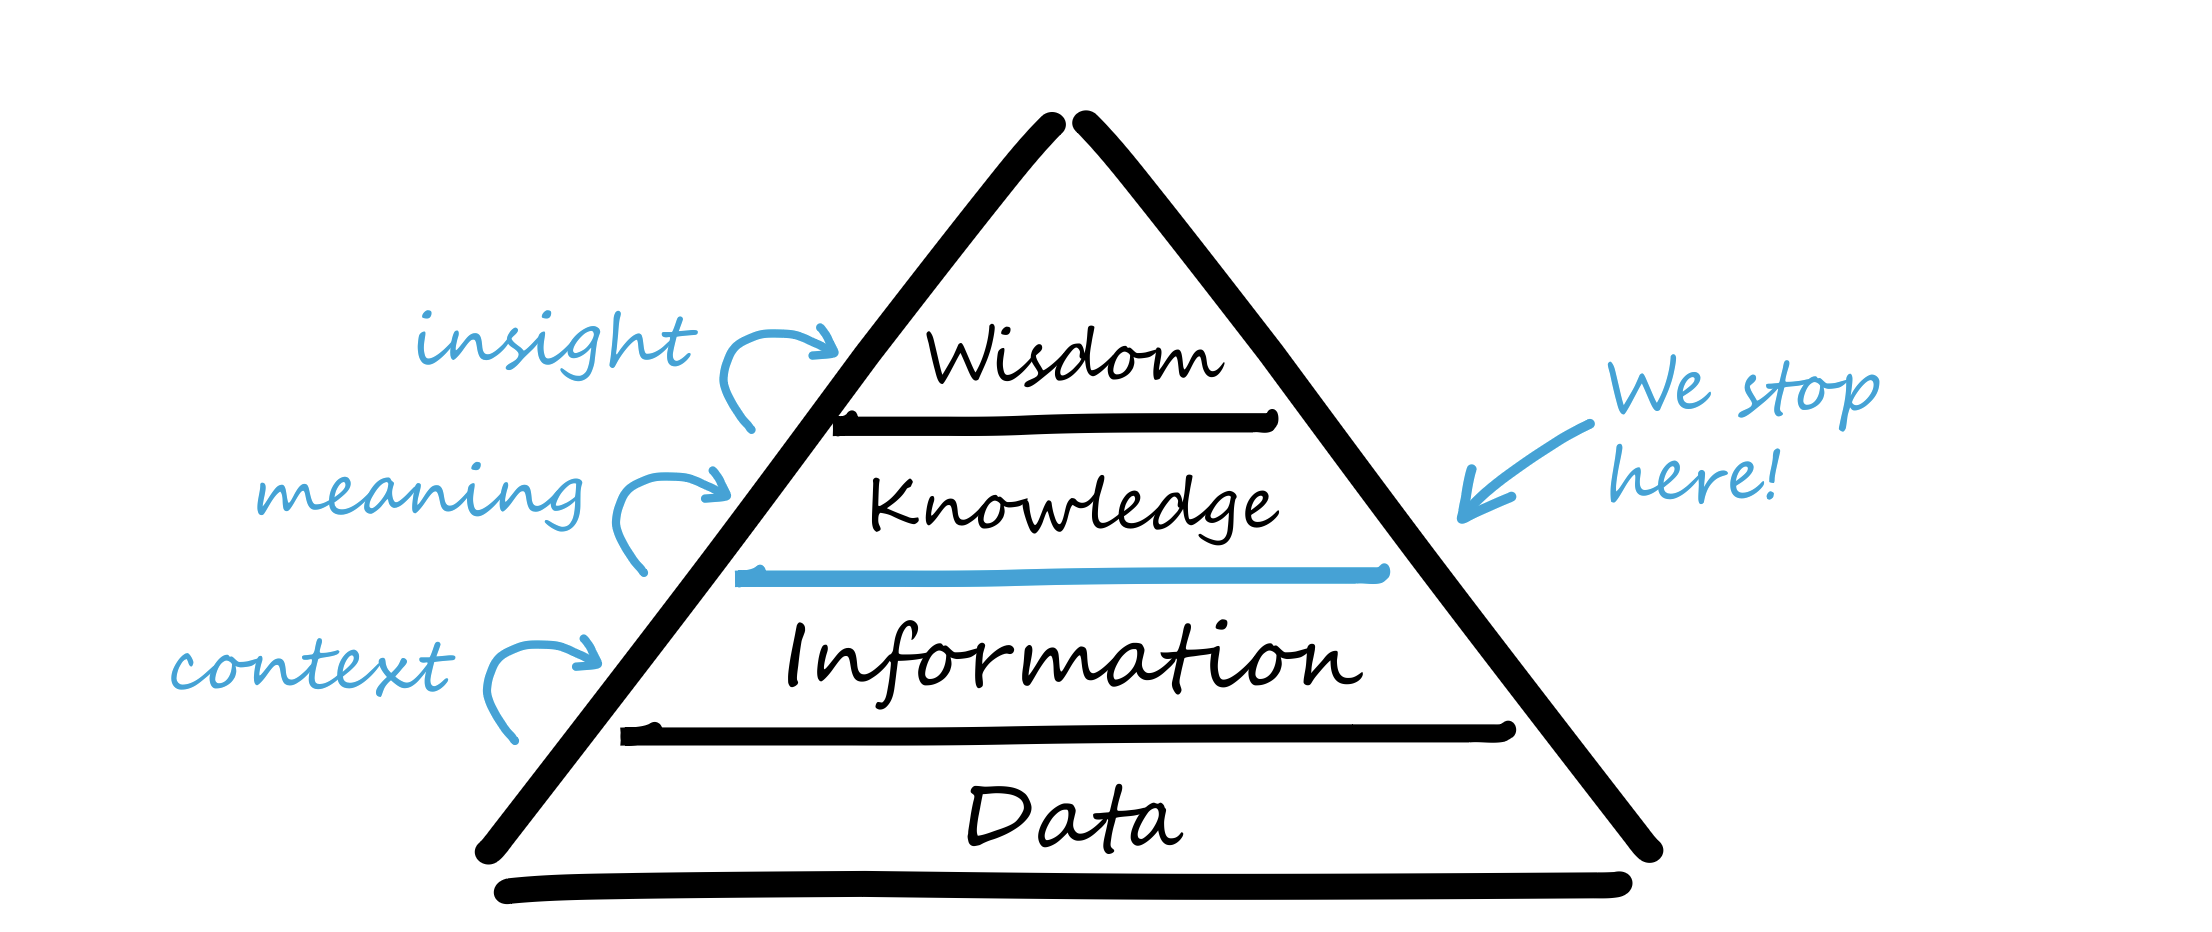 insight
Wisdom
We stop
here!
meaning
Knowledge
context
Information
Data